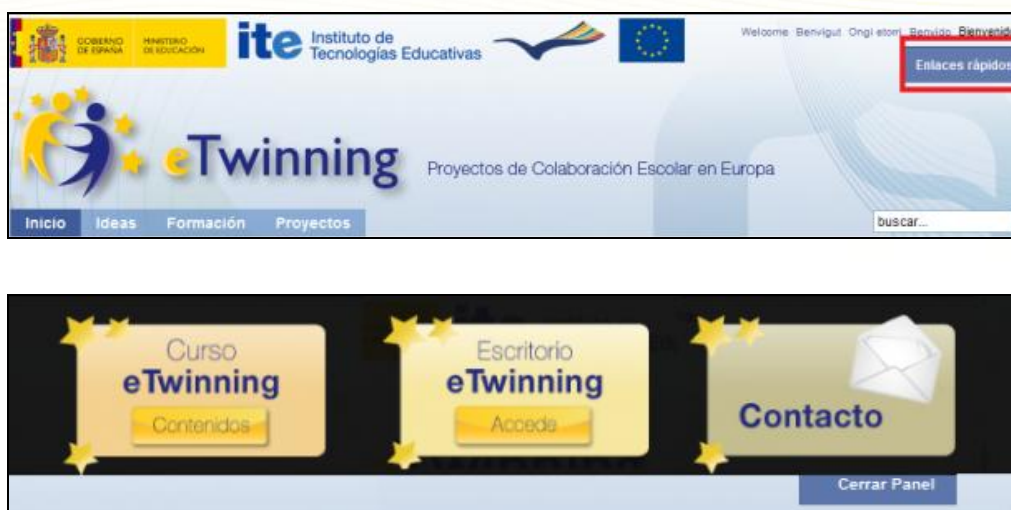 GOBIERNO DE ESPAÑA
MINISTERIO DE EDUCACIÓN
ite Instituto de Tecnologías Educativas
Welcome Benvigut Ongi etorri Benvido Bienvenido
Enlaces rápidos
eTwinning Proyectos de Colaboración Escolar en Europa
Inicio Ideas Formación Proyectos
buscar...
Curso
eTwinning
Contenidos
Escritorio
eTwinning
Accede
Contacto
Cerrar Panel